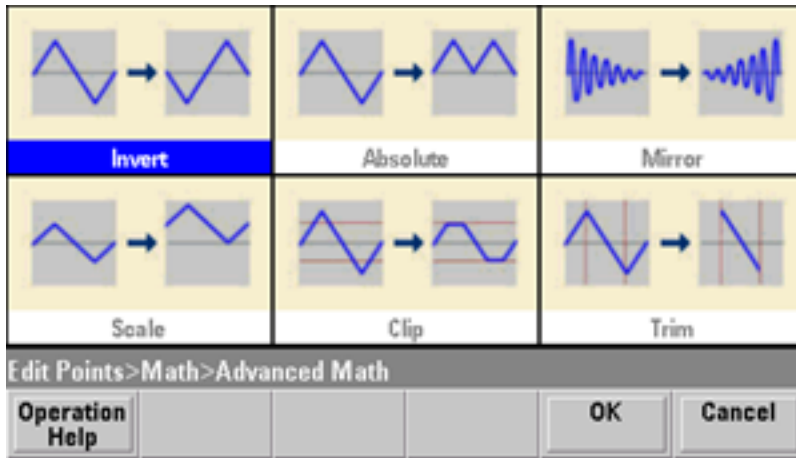 Invert
Absolute
Mirror
Scale
Clip
Trim
Edit Points>Math>Advanced Math
Operation
Help
OK
Cancel